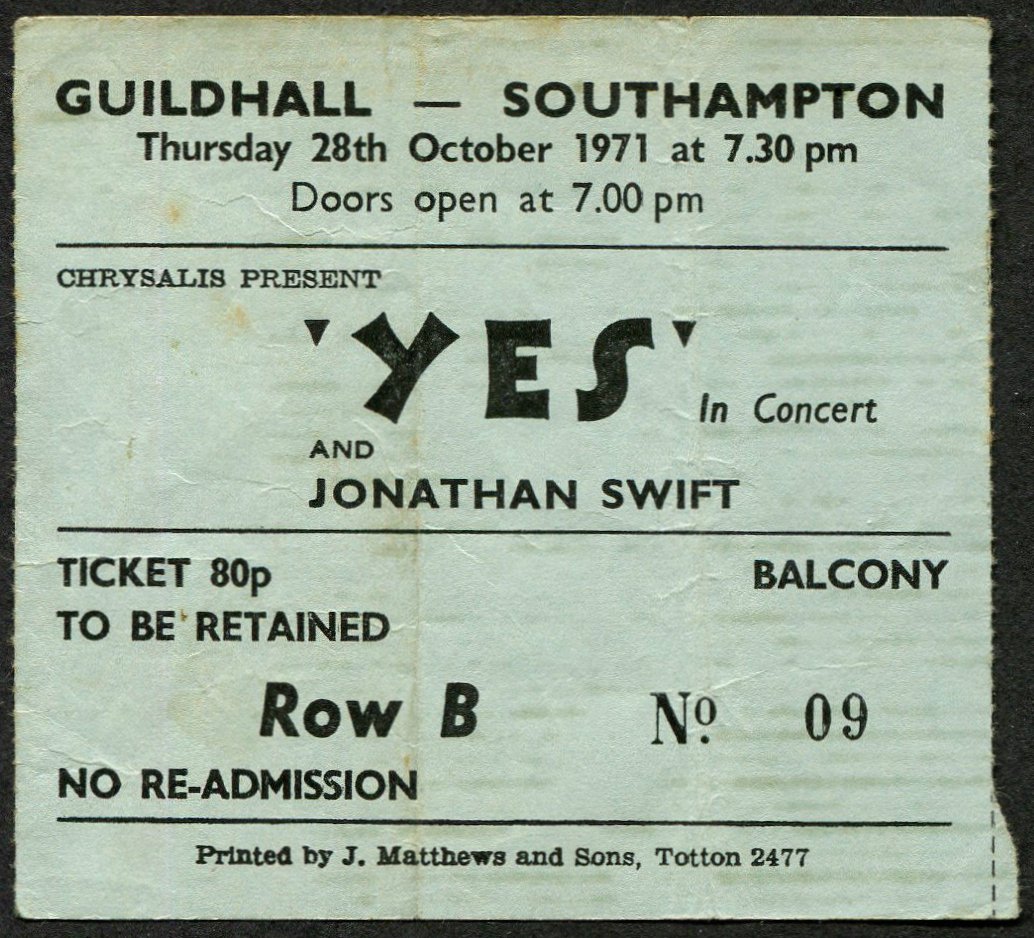 GUILDHALL — SOUTHAMPTON
Thursday 28th October 1971 at 7.30 pm
Doors open at 7.00 pm
CHRYSALIS PRESENT
'YES' In Concert
AND
JONATHAN SWIFT
TICKET 80p BALCONY
TO BE RETAINED
Row B Nº. 09
NO RE-ADMISSION
Printed by J. Matthews and Sons, Totton 2477